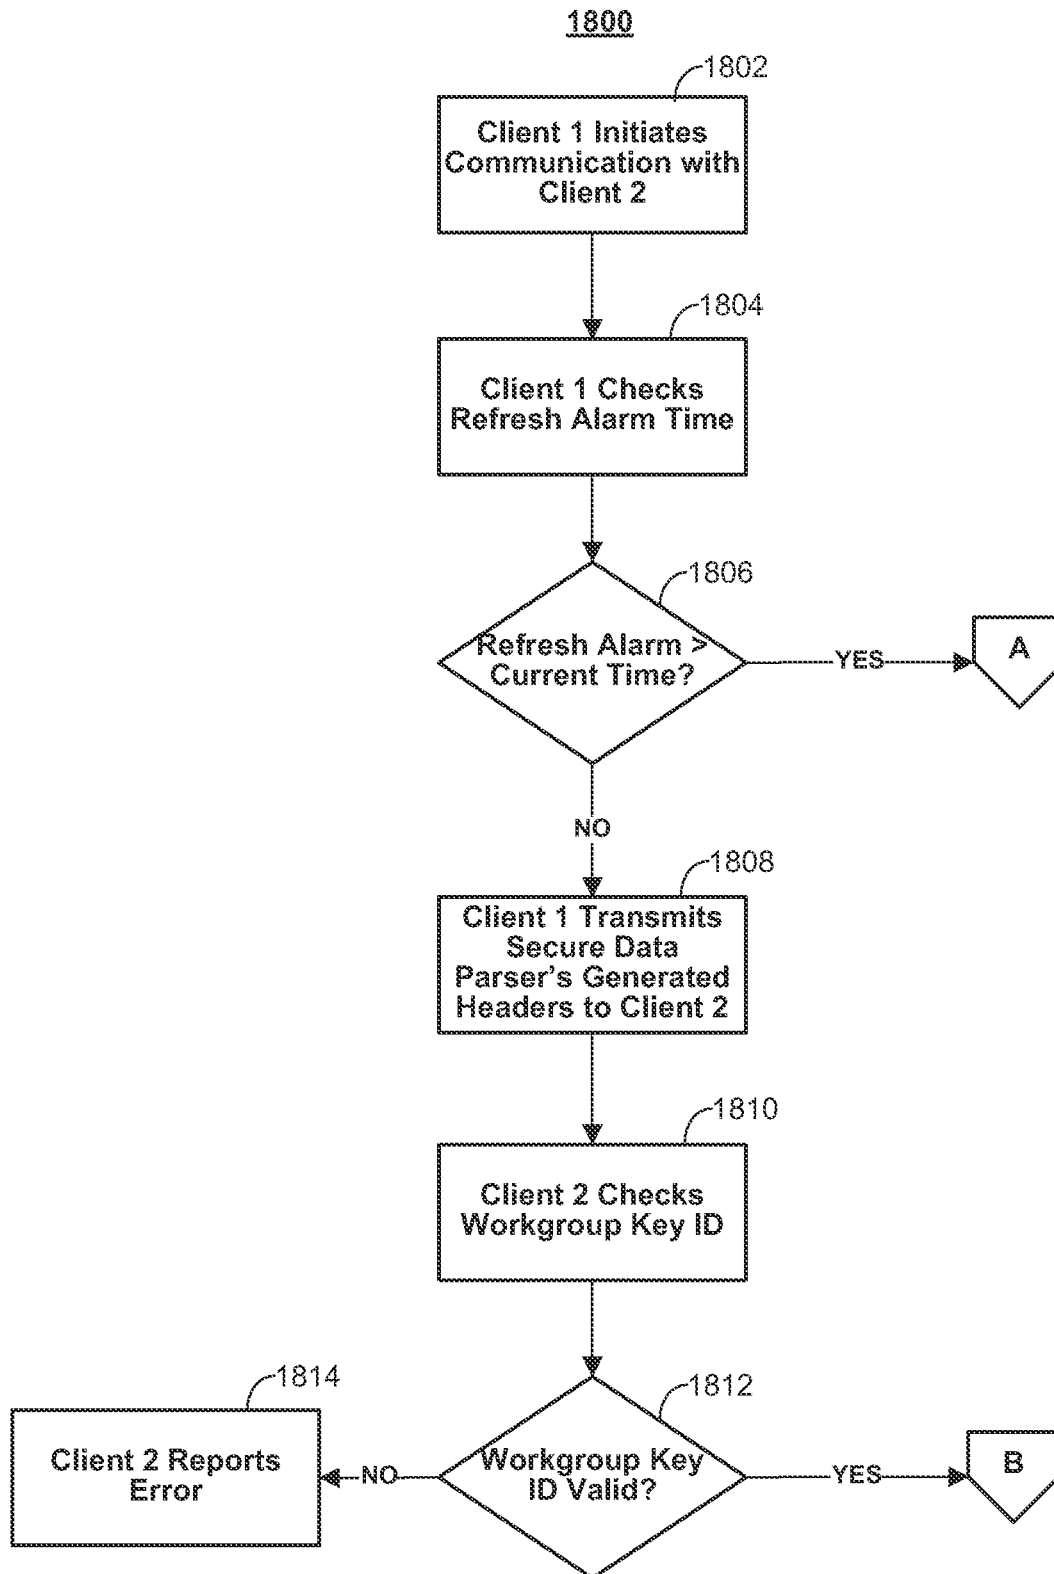 1800
1802
Client 1 Initiates
Communication with
Client 2
1804
Client 1 Checks
Refresh Alarm Time
1806
Refresh Alarm >
Current Time?
YES
A
NO
1808
Client 1 Transmits
Secure Data
Parser's Generated
Headers to Client 2
1810
Client 2 Checks
Workgroup Key ID
1814
Client 2 Reports
Error
NO
1812
Workgroup Key
ID Valid?
YES
B